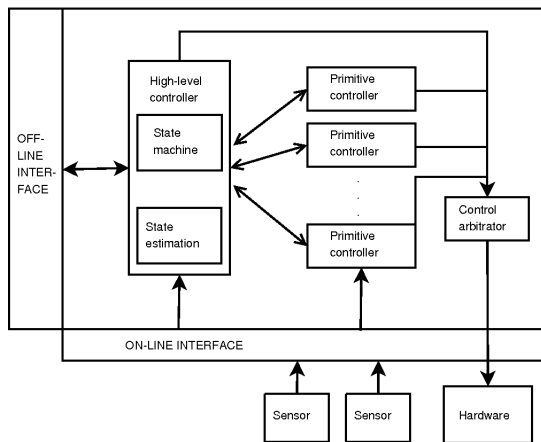 High-level
controller
State
machine
State
estimation
OFF-
LINE
INTER-
FACE
Primitive
controller
Primitive
controller
.
.
.
Primitive
controller
Control
arbitrator
ON-LINE INTERFACE
Sensor
Sensor
Hardware